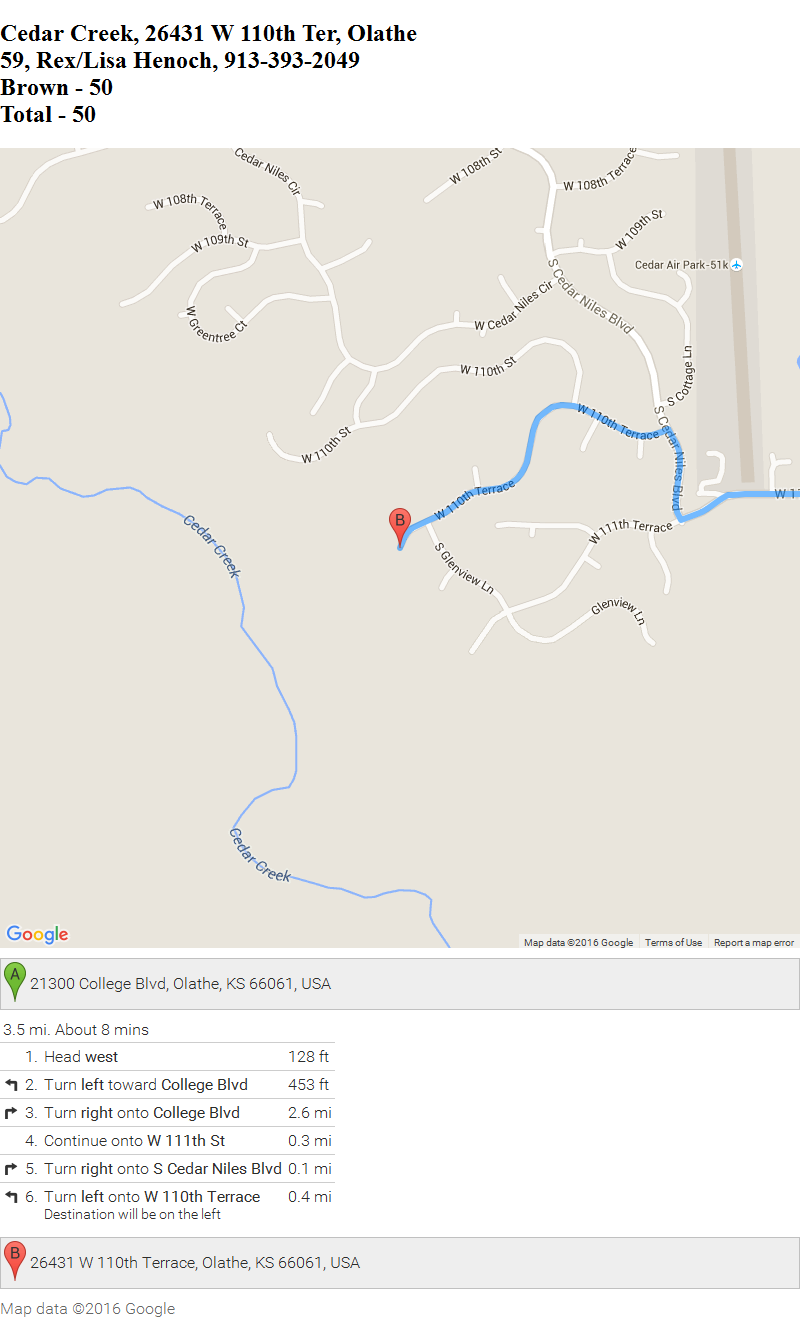 Cedar Creek, 26431 W 110th Ter, Olathe
59, Rex/Lisa Henoch, 913-393-2049
Brown - 50
Total - 50
Cedar Niles Cir
W 108th St
W 108th Terrace
W 108th Terrace
W 109th St
W 109th St
Cedar Air Park-51k
S Cedar Niles Blvd
W Cedar Niles Cir
W Greentree Ct
W 110th St
S Cottage Ln
W 110th Terrace
S Cedar Niles Blvd
W 110th St
W 110th Terrace
W 11
B
W 111th Terrace
Cedar Creek
S Glenview Ln
Glenview Ln
Cedar Creek
Google
Map data ©2016 Google
Terms of Use
Report a map error
A
21300 College Blvd, Olathe, KS 66061, USA
3.5 mi. About 8 mins
1. Head west 128 ft
2. Turn left toward College Blvd 453 ft
3. Turn right onto College Blvd 2.6 mi
4. Continue onto W 111th St 0.3 mi
5. Turn right onto S Cedar Niles Blvd 0.1 mi
6. Turn left onto W 110th Terrace 0.4 mi
Destination will be on the left
B
26431 W 110th Terrace, Olathe, KS 66061, USA
Map data ©2016 Google